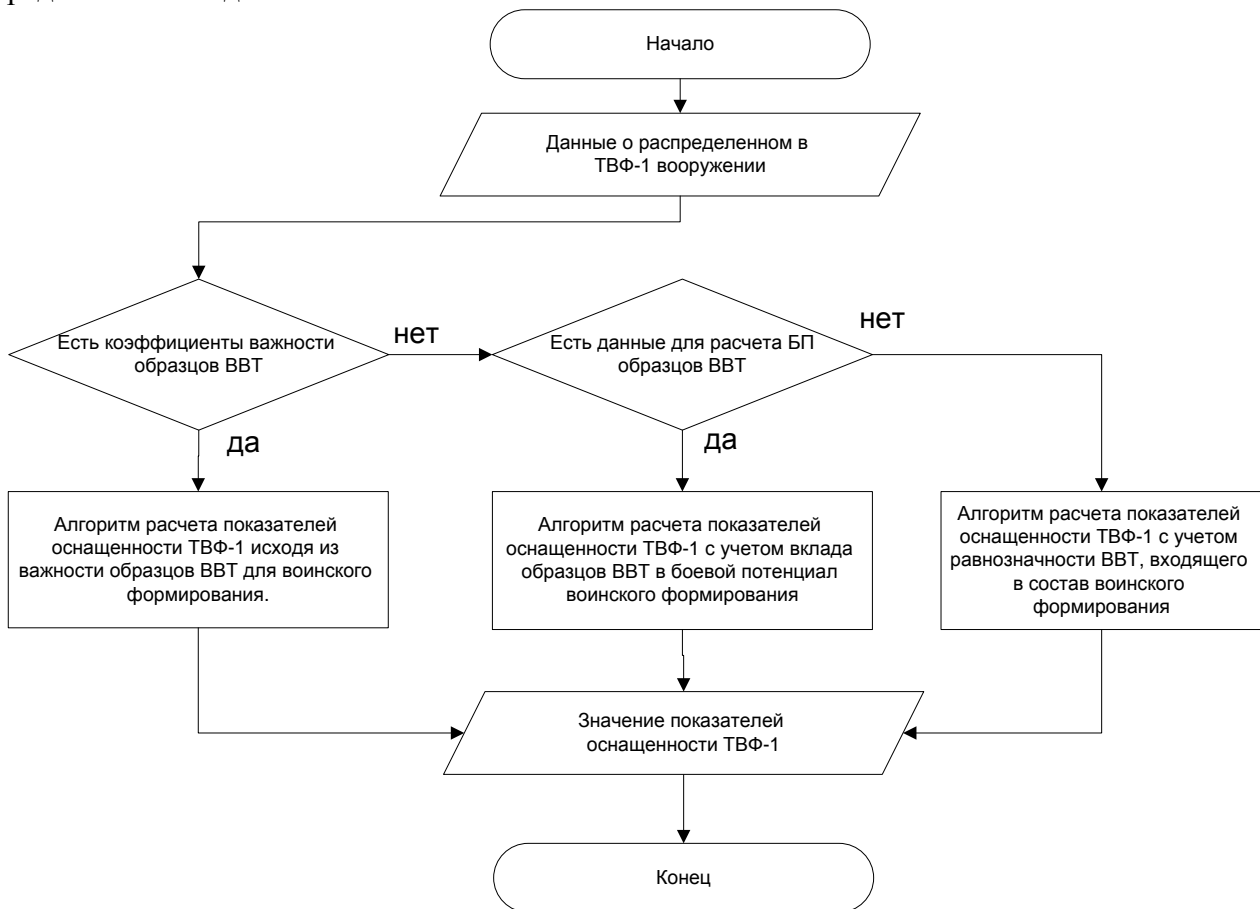 Начало
Данные о распределенном в
ТВФ-1 вооружении
Есть коэффициенты важности
образцов ВВТ
нет
Есть данные для расчета БП
образцов ВВТ
нет
да
да
Алгоритм расчета показателей
оснащенности ТВФ-1 исходя из
важности образцов ВВТ для воинского
формирования.
Алгоритм расчета показателей
оснащенности ТВФ-1 с учетом вклада
образцов ВВТ в боевой потенциал
воинского формирования
Алгоритм расчета показателей
оснащенности ТВФ-1 с учетом
равнозначности ВВТ, входящего
в состав воинского
формирования
Значение показателей
оснащенности ТВФ-1
Конец